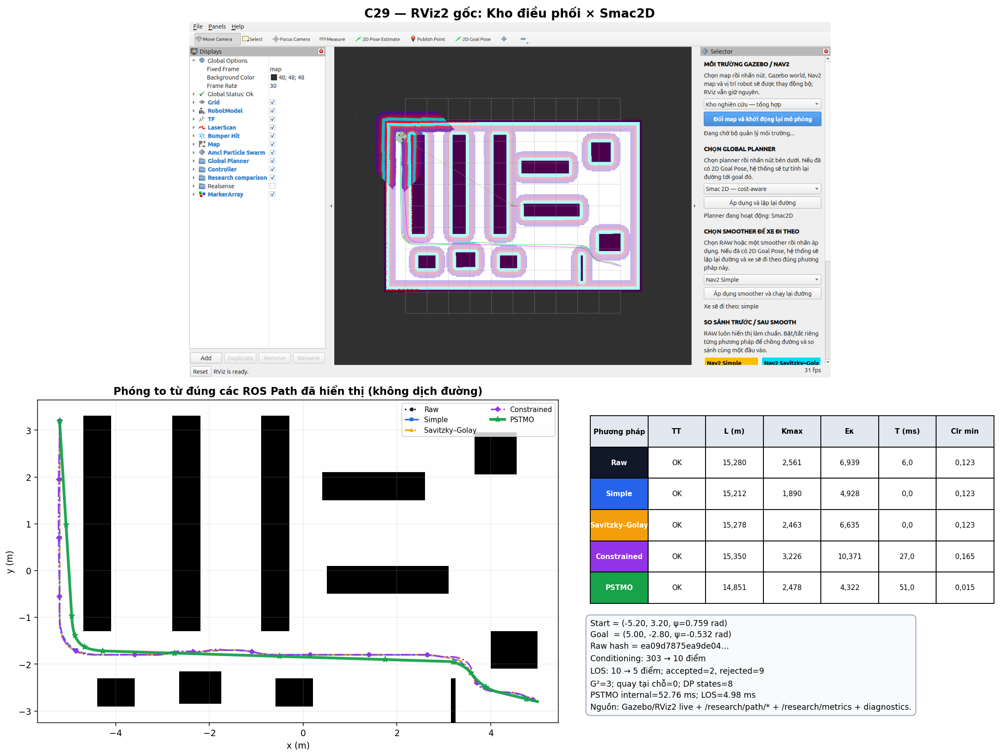 C29 — RViz2 gốc: Kho điều phối × Smac2D
File Panels Help
Move Camera Select Focus Camera Measure 2D Pose Estimate Publish Point 2D Goal Pose
Displays
Global Options
Fixed Frame map
Background Color 48; 48; 48
Frame Rate 30
Global Status: Ok
Grid
RobotModel
TF
LaserScan
Bumper Hit
Map
Amcl Particle Swarm
Global Planner
Controller
Research comparison
Realsense
MarkerArray
Add Duplicate Remove Rename
Reset RViz is ready.
31 fps
Selector
MÔI TRƯỜNG GAZEBO / NAV2
Chọn map rồi nhấn nút. Gazebo world, Nav2
map và vị trí robot sẽ được thay đồng bộ;
RViz vẫn giữ nguyên.
Kho nghiên cứu — tổng hợp
Đổi map và khởi động lại mô phỏng
Đang chờ bộ quản lý môi trường...
CHỌN GLOBAL PLANNER
Chọn planner rồi nhấn nút bên dưới. Nếu đã
có 2D Goal Pose, hệ thống sẽ tự tính lại
đường tới goal đó.
Smac 2D — cost-aware
Áp dụng và lập lại đường
Planner đang hoạt động: Smac2D
CHỌN SMOOTHER ĐỂ XE ĐI THEO
Chọn RAW hoặc một smoother rồi nhấn áp
dụng. Nếu đã có 2D Goal Pose, hệ thống sẽ
lập lại đường và xe sẽ đi theo đúng phương
pháp này.
Nav2 Simple
Áp dụng smoother và chạy lại đường
Xe sẽ đi theo: simple
SO SÁNH TRƯỚC / SAU SMOOTH
RAW luôn hiển thị làm chuẩn. Bật/tắt riêng
từng phương pháp để chồng đường và so
sánh cùng một đầu vào.
Nav2 Simple Nav2 Savitzky–Gola
Phóng to từ đúng các ROS Path đã hiển thị (không dịch đường)
Raw
Simple
Savitzky–Golay
Constrained
PSTMO
3
2
1
0
−1
−2
−3
y (m)
−4 −2 0 2 4
x (m)
Phương pháp TT L (m) Kmax Eκ T (ms) Clr min
Raw OK 15,280 2,561 6,939 6,0 0,123
Simple OK 15,212 1,890 4,928 0,0 0,123
Savitzky–Golay OK 15,278 2,463 6,635 0,0 0,123
Constrained OK 15,350 3,226 10,371 27,0 0,165
PSTMO OK 14,851 2,478 4,322 51,0 0,015
Start = (-5.20, 3.20, ψ=0.759 rad)
Goal = (5.00, -2.80, ψ=-0.532 rad)
Raw hash = ea09d7875ea9de04…
Conditioning: 303 → 10 điểm
LOS: 10 → 5 điểm; accepted=2, rejected=9
G²=3; quay tại chỗ=0; DP states=8
PSTMO internal=52.76 ms; LOS=4.98 ms
Nguồn: Gazebo/RViz2 live + /research/path/* + /research/metrics + diagnostics.